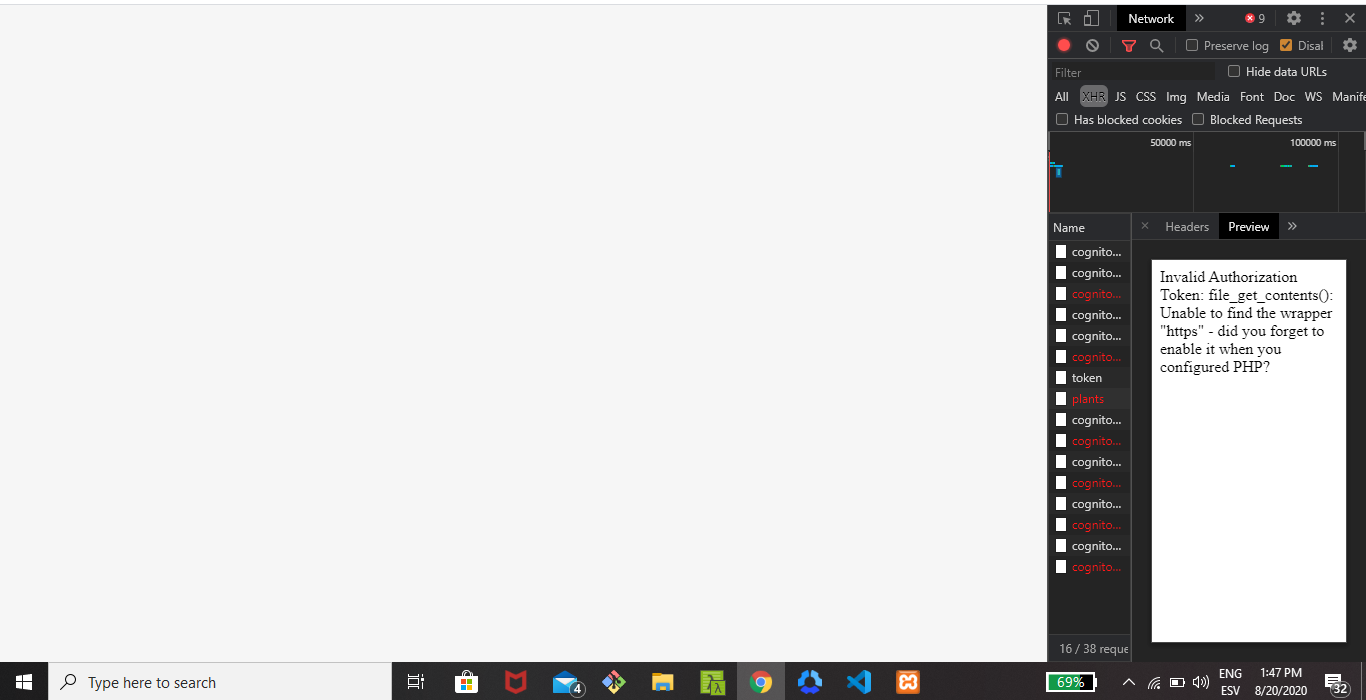 Network
9
Preserve log
Disal
Filter
Hide data URLs
All XHR JS CSS Img Media Font Doc WS Manife
Has blocked cookies
Blocked Requests
50000 ms
100000 ms
Name
Headers
Preview
cognito...
cognito...
cognito...
cognito...
cognito...
cognito...
token
plants
cognito...
cognito...
cognito...
cognito...
cognito...
cognito...
cognito...
cognito...
Invalid Authorization
Token: file_get_contents():
Unable to find the wrapper
"https" - did you forget to
enable it when you
configured PHP?
16 / 38 reque
Type here to search
4
69%
ENG
ESV
1:47 PM
8/20/2020
32